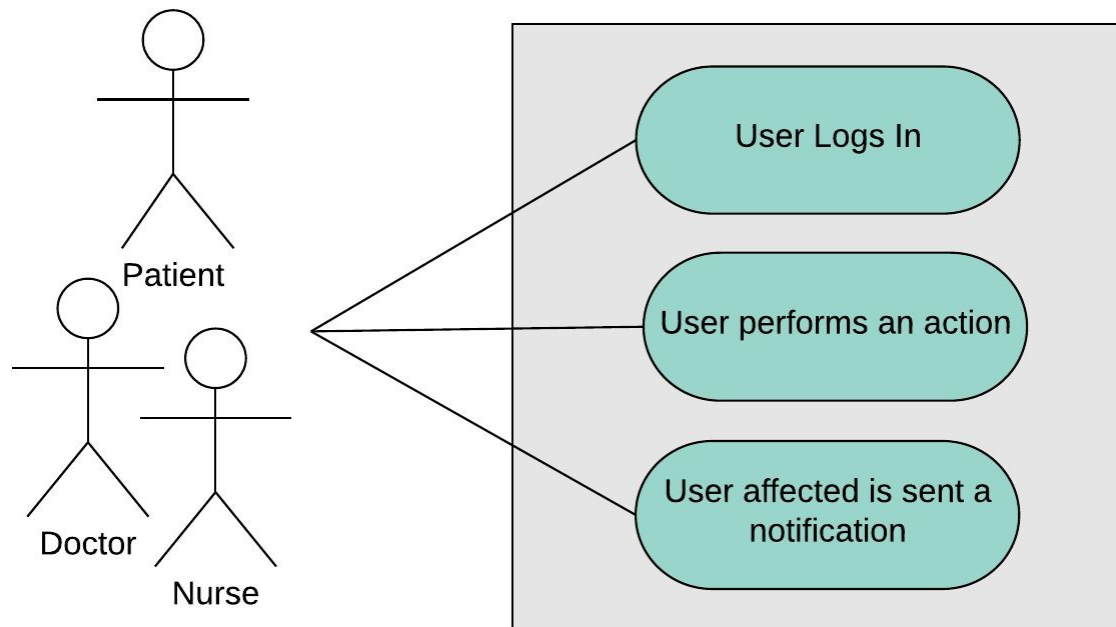 Patient
Doctor
Nurse
User Logs In
User performs an action
User affected is sent a
notification